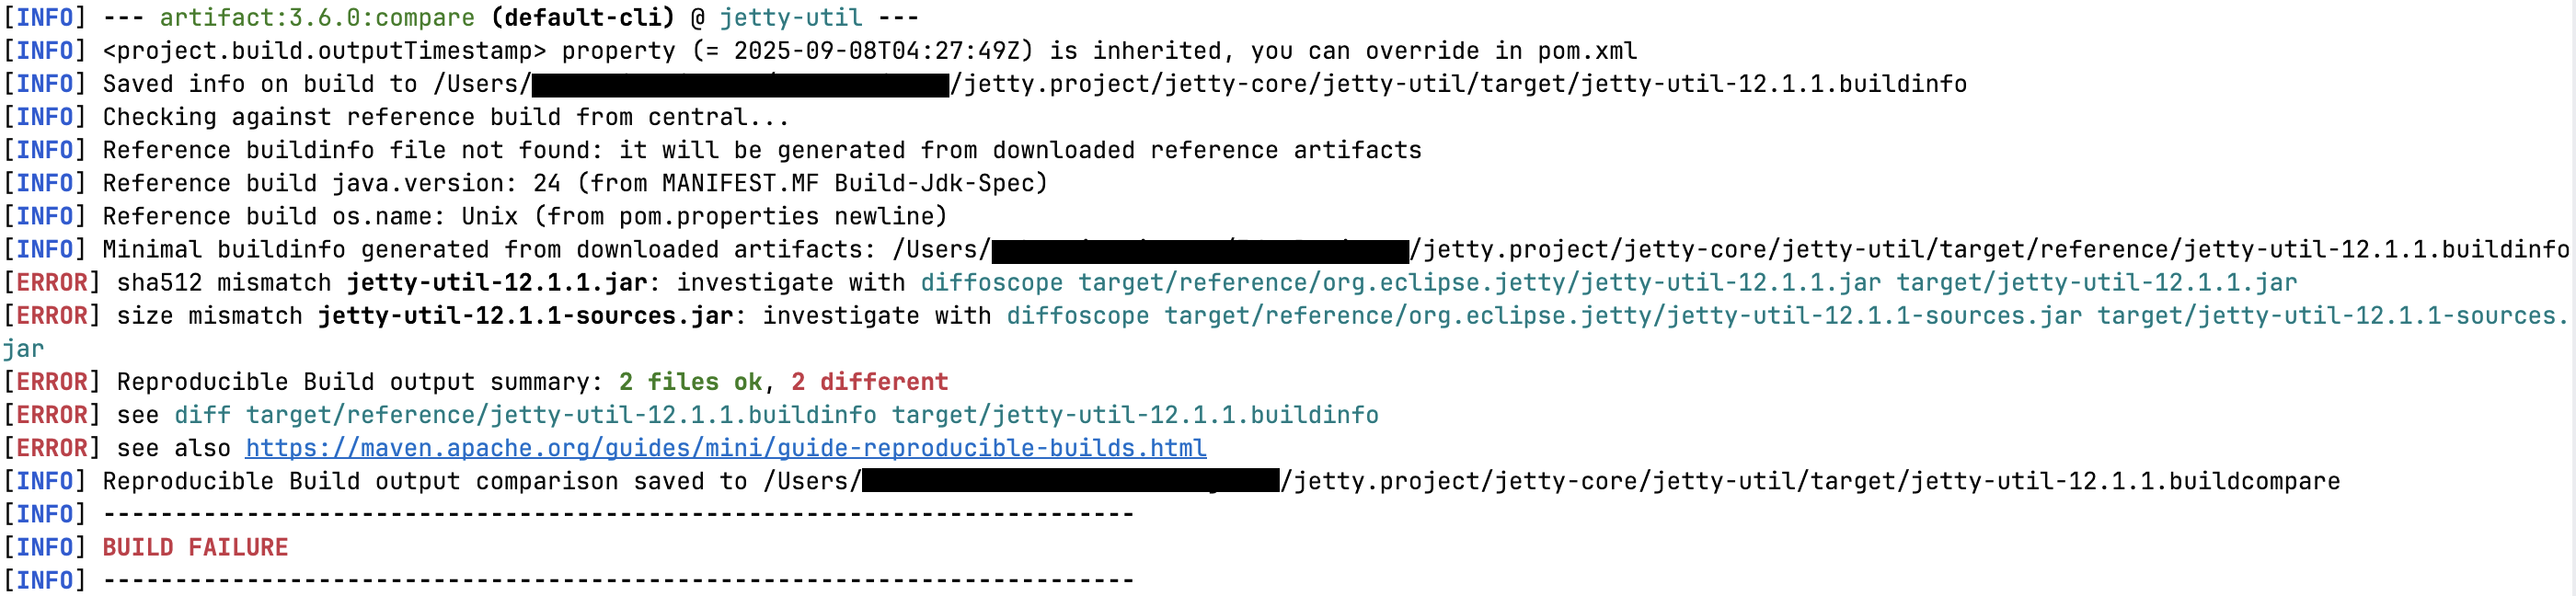 [INFO] --- artifact:3.6.0:compare (default-cli) @ jetty-util ---
[INFO] <project.build.outputTimestamp> property (= 2025-09-08T04:27:49Z) is inherited, you can override in pom.xml
[INFO] Saved info on build to /Users/ /jetty.project/jetty-core/jetty-util/target/jetty-util-12.1.1.buildinfo
[INFO] Checking against reference build from central...
[INFO] Reference buildinfo file not found: it will be generated from downloaded reference artifacts
[INFO] Reference build java.version: 24 (from MANIFEST.MF Build-Jdk-Spec)
[INFO] Reference build os.name: Unix (from pom.properties newline)
[INFO] Minimal buildinfo generated from downloaded artifacts: /Users/ /jetty.project/jetty-core/jetty-util/target/reference/jetty-util-12.1.1.buildinfo
[ERROR] sha512 mismatch jetty-util-12.1.1.jar: investigate with diffoscope target/reference/org.eclipse.jetty/jetty-util-12.1.1.jar target/jetty-util-12.1.1.jar
[ERROR] size mismatch jetty-util-12.1.1-sources.jar: investigate with diffoscope target/reference/org.eclipse.jetty/jetty-util-12.1.1-sources.jar target/jetty-util-12.1.1-sources.
jar
[ERROR] Reproducible Build output summary: 2 files ok, 2 different
[ERROR] see diff target/reference/jetty-util-12.1.1.buildinfo target/jetty-util-12.1.1.buildinfo
[ERROR] see also https://maven.apache.org/guides/mini/guide-reproducible-builds.html
[INFO] Reproducible Build output comparison saved to /Users/ /jetty.project/jetty-core/jetty-util/target/jetty-util-12.1.1.buildcompare
[INFO] ------------------------------------------------------------------------
[INFO] BUILD FAILURE
[INFO] ------------------------------------------------------------------------